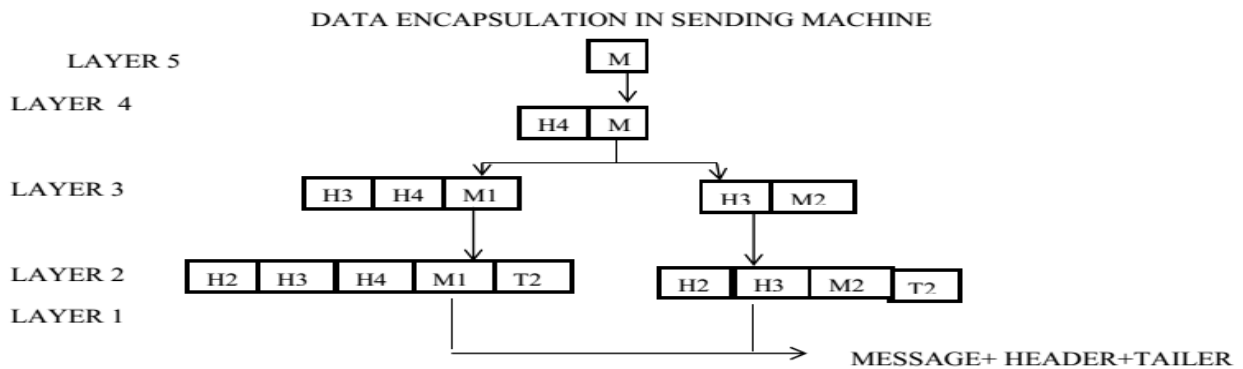 DATA ENCAPSULATION IN SENDING MACHINE
LAYER 5
M
LAYER 4
H4 M
LAYER 3
H3 H4 M1
H3 M2
LAYER 2
H2 H3 H4 M1 T2
H2 H3 M2 T2
LAYER 1
MESSAGE+ HEADER+TAILER